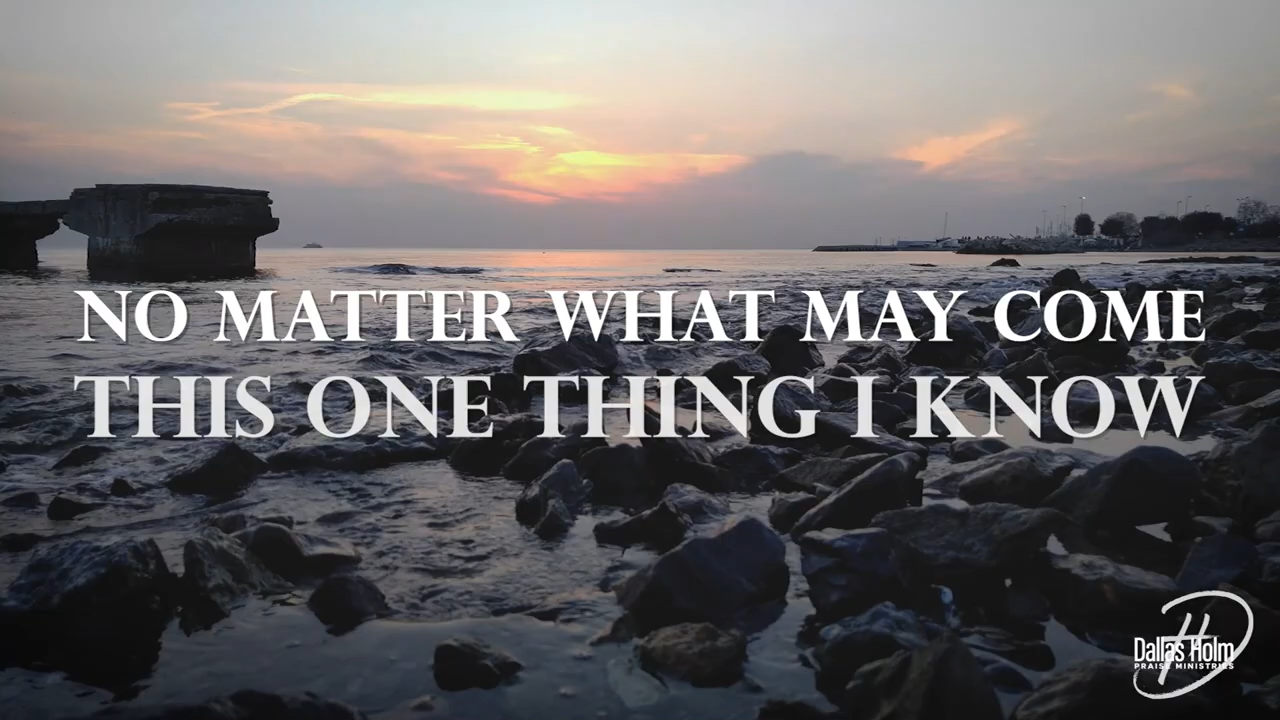 NO MATTER WHAT MAY COME
THIS ONE THING I KNOW
Dallas Holm
PRAISE MINISTRIES